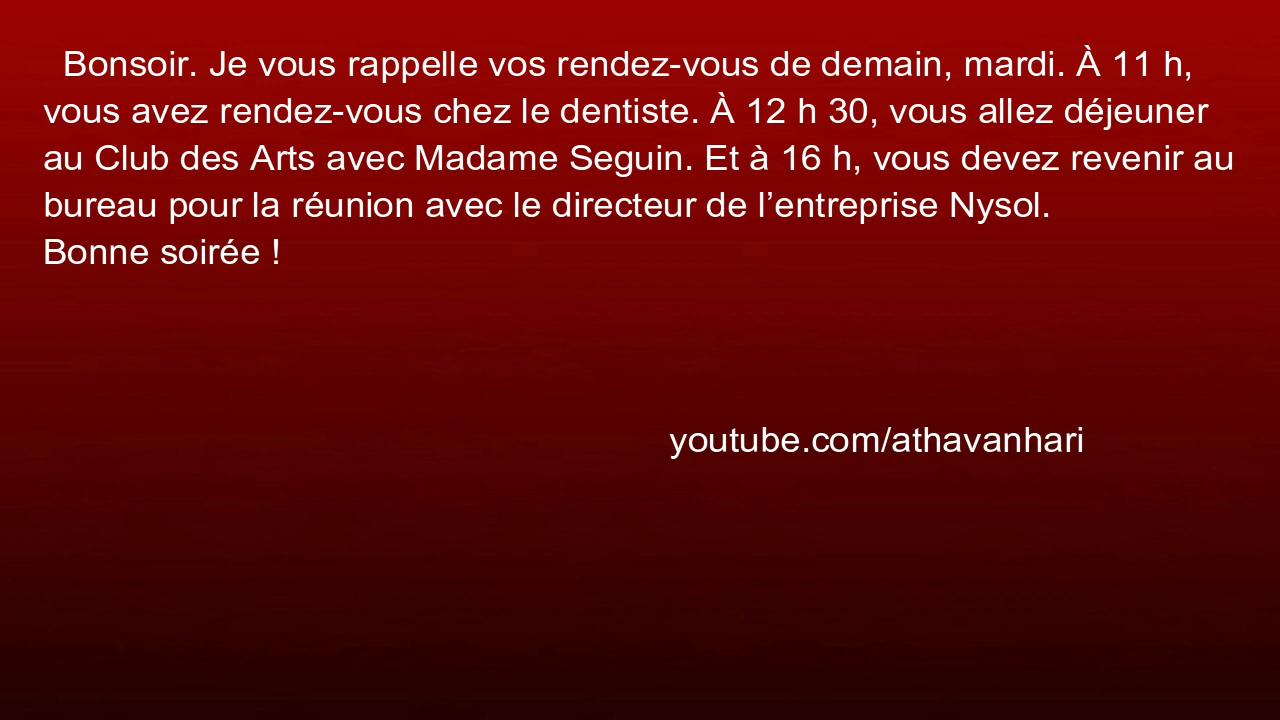 Bonsoir. Je vous rappelle vos rendez-vous de demain, mardi. À 11 h,
vous avez rendez-vous chez le dentiste. À 12 h 30, vous allez déjeuner
au Club des Arts avec Madame Seguin. Et à 16 h, vous devez revenir au
bureau pour la réunion avec le directeur de l’entreprise Nysol.
Bonne soirée !
youtube.com/athavanhari